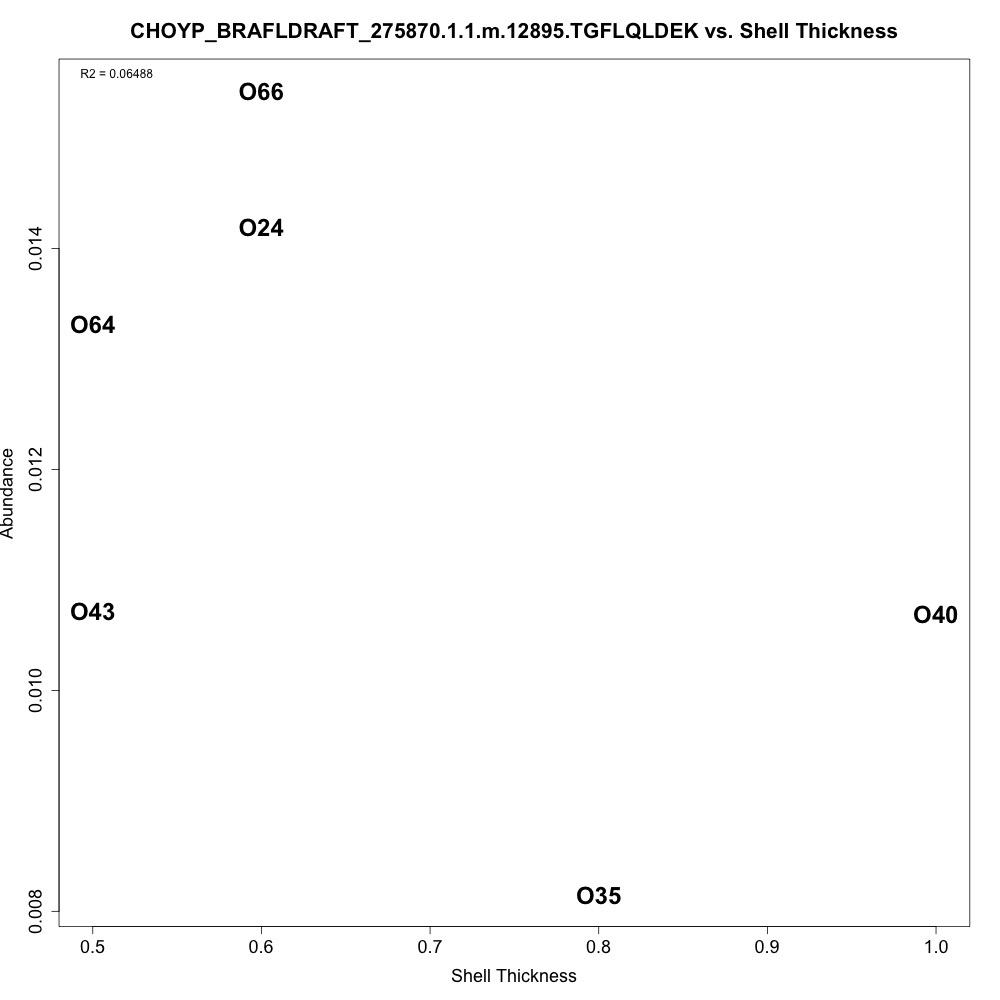 CHOYP_BRAFLDRAFT_275870.1.1.m.12895.TGFLQLDEK vs. Shell Thickness
R2 = 0.06488
O66
O24
0.014
O64
0.012
Abundance
O43
O40
0.010
O35
0.008
0.5 0.6 0.7 0.8 0.9 1.0
Shell Thickness